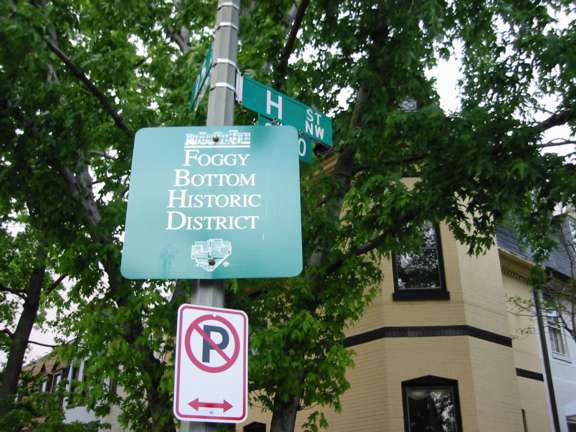 H ST
NW
FOGGY
BOTTOM
HISTORIC
DISTRICT
P